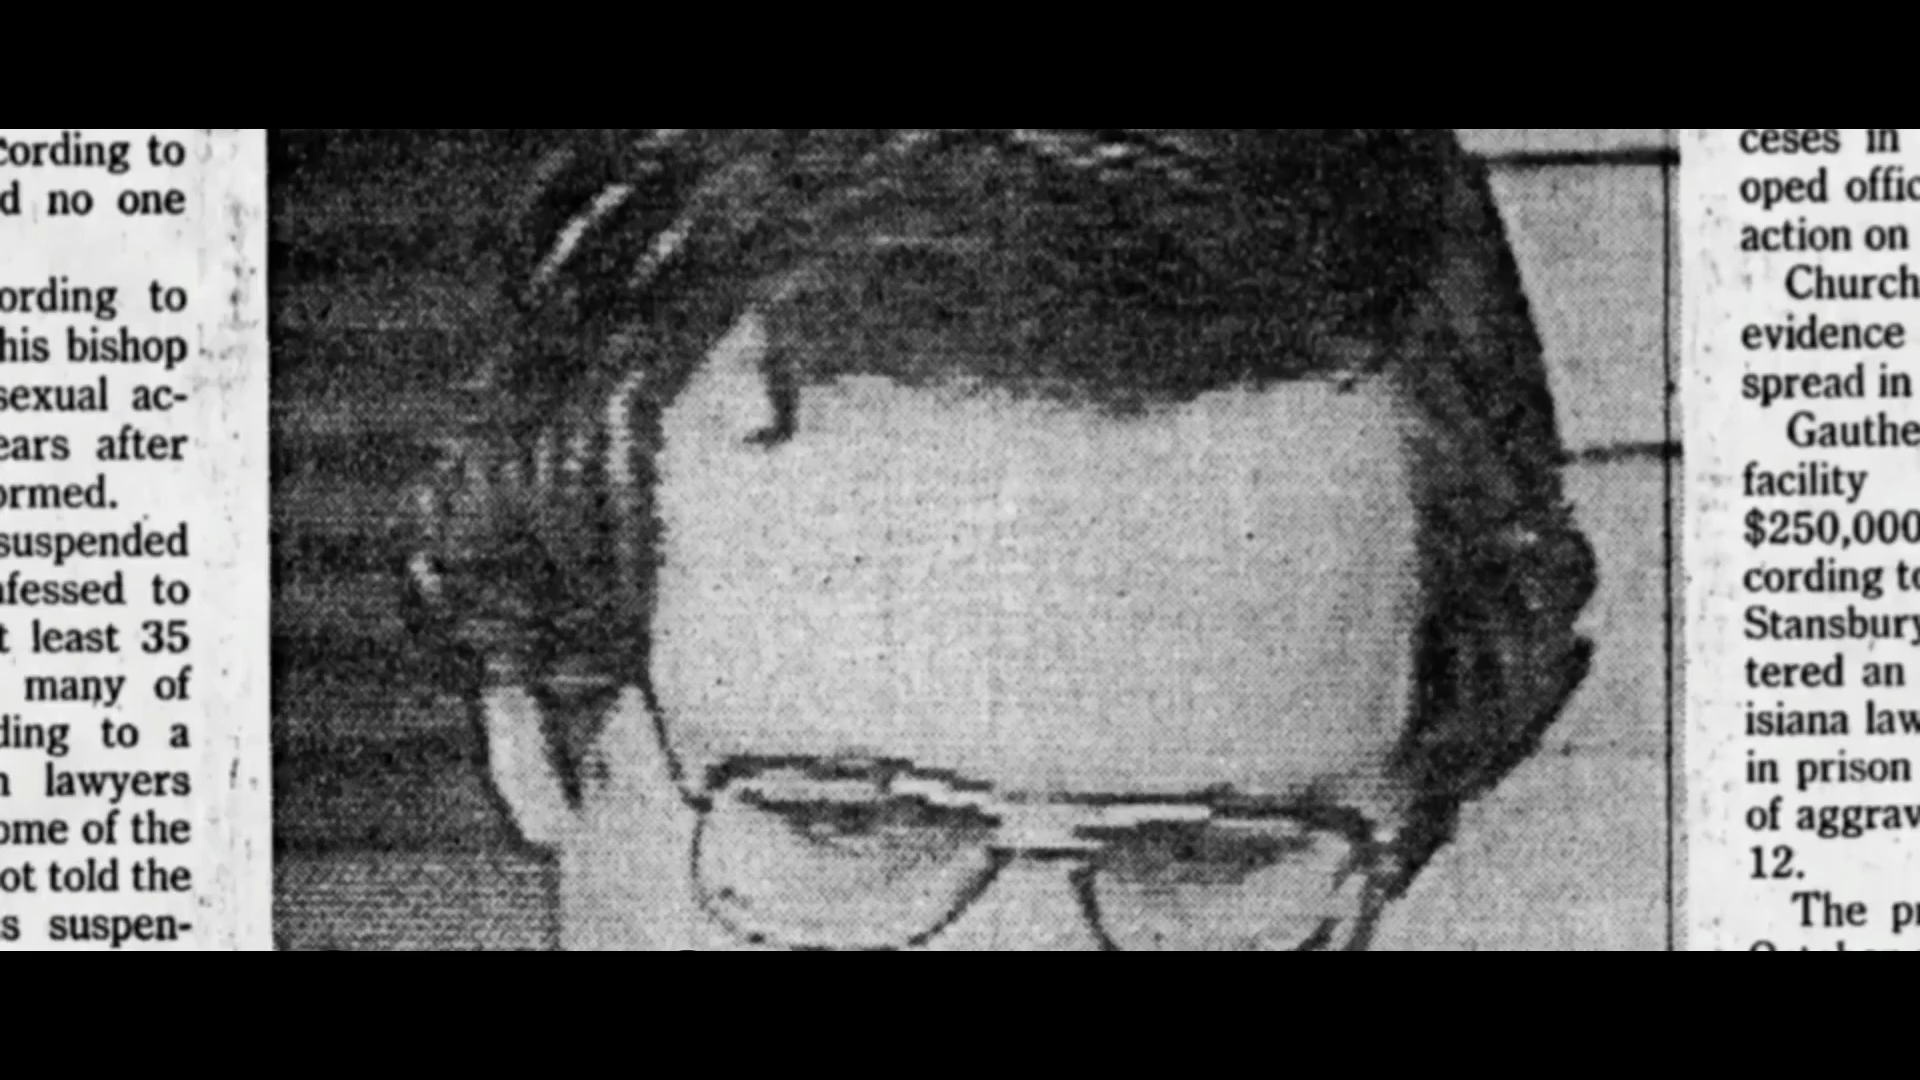 cording to
d no one
ording to
his bishop
sexual ac-
ears after
ormed.
suspended
nfessed to
t least 35
many of
ding to a
n lawyers
ome of the
ot told the
s suspen-
ceses in
oped offic
action on
Church
evidence
spread in
Gauthe
facility
$250,000
cording to
Stansbury
tered an
isiana law
in prison
of aggrav
12.
The pr